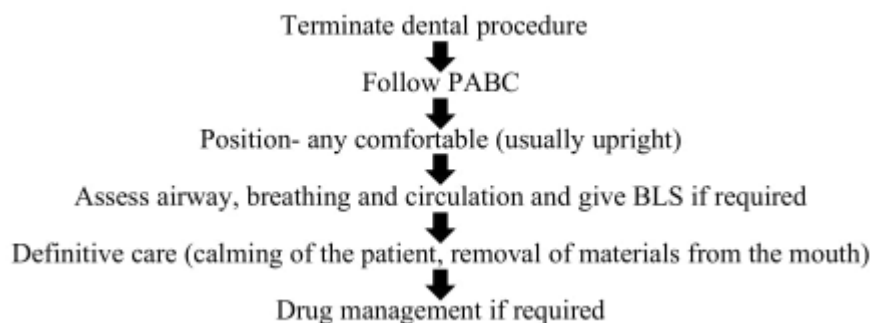 Terminate dental procedure
Follow PABC
Position- any comfortable (usually upright)
Assess airway, breathing and circulation and give BLS if required
Definitive care (calming of the patient, removal of materials from the mouth)
Drug management if required